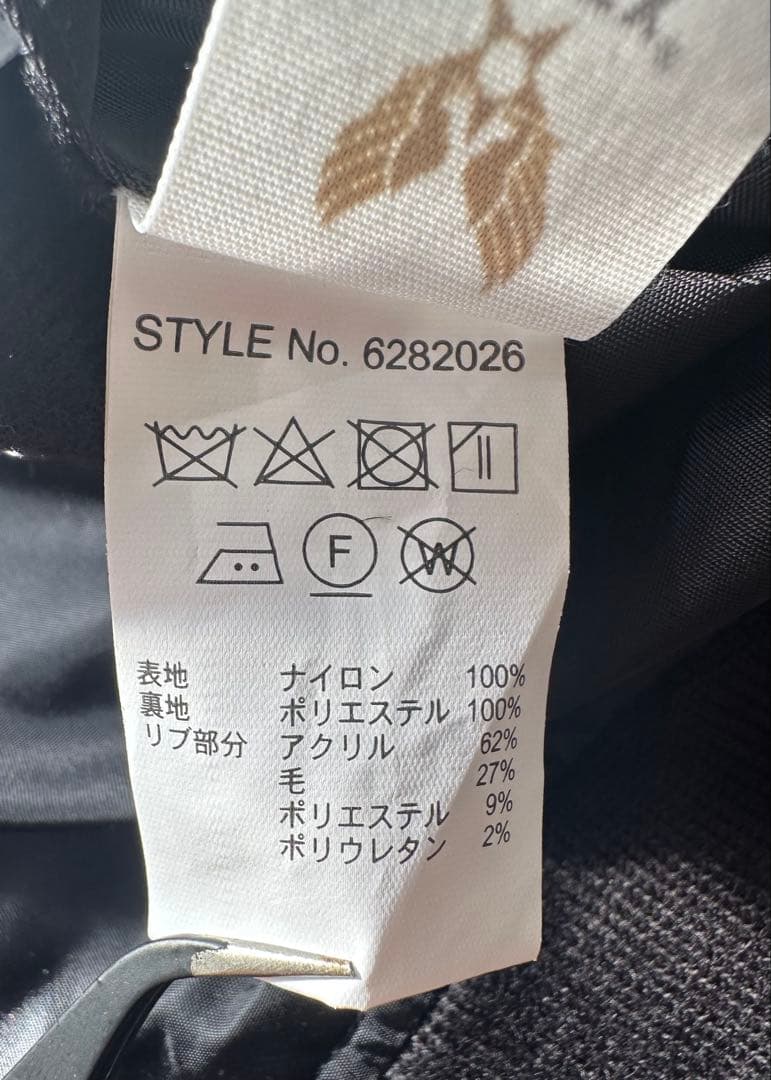 STYLE No. 6282026
F
W
表地 ナイロン 100%
裏地 ポリエステル 100%
リブ部分 アクリル 62%
毛 27%
ポリエステル 9%
ポリウレタン 2%